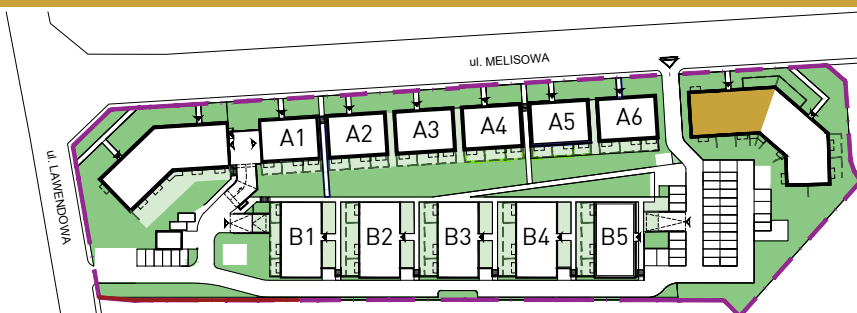 ul. MELISOWA
A1 A2 A3 A4 A5 A6
ul. LAWENDOWA
B1 B2 B3 B4 B5